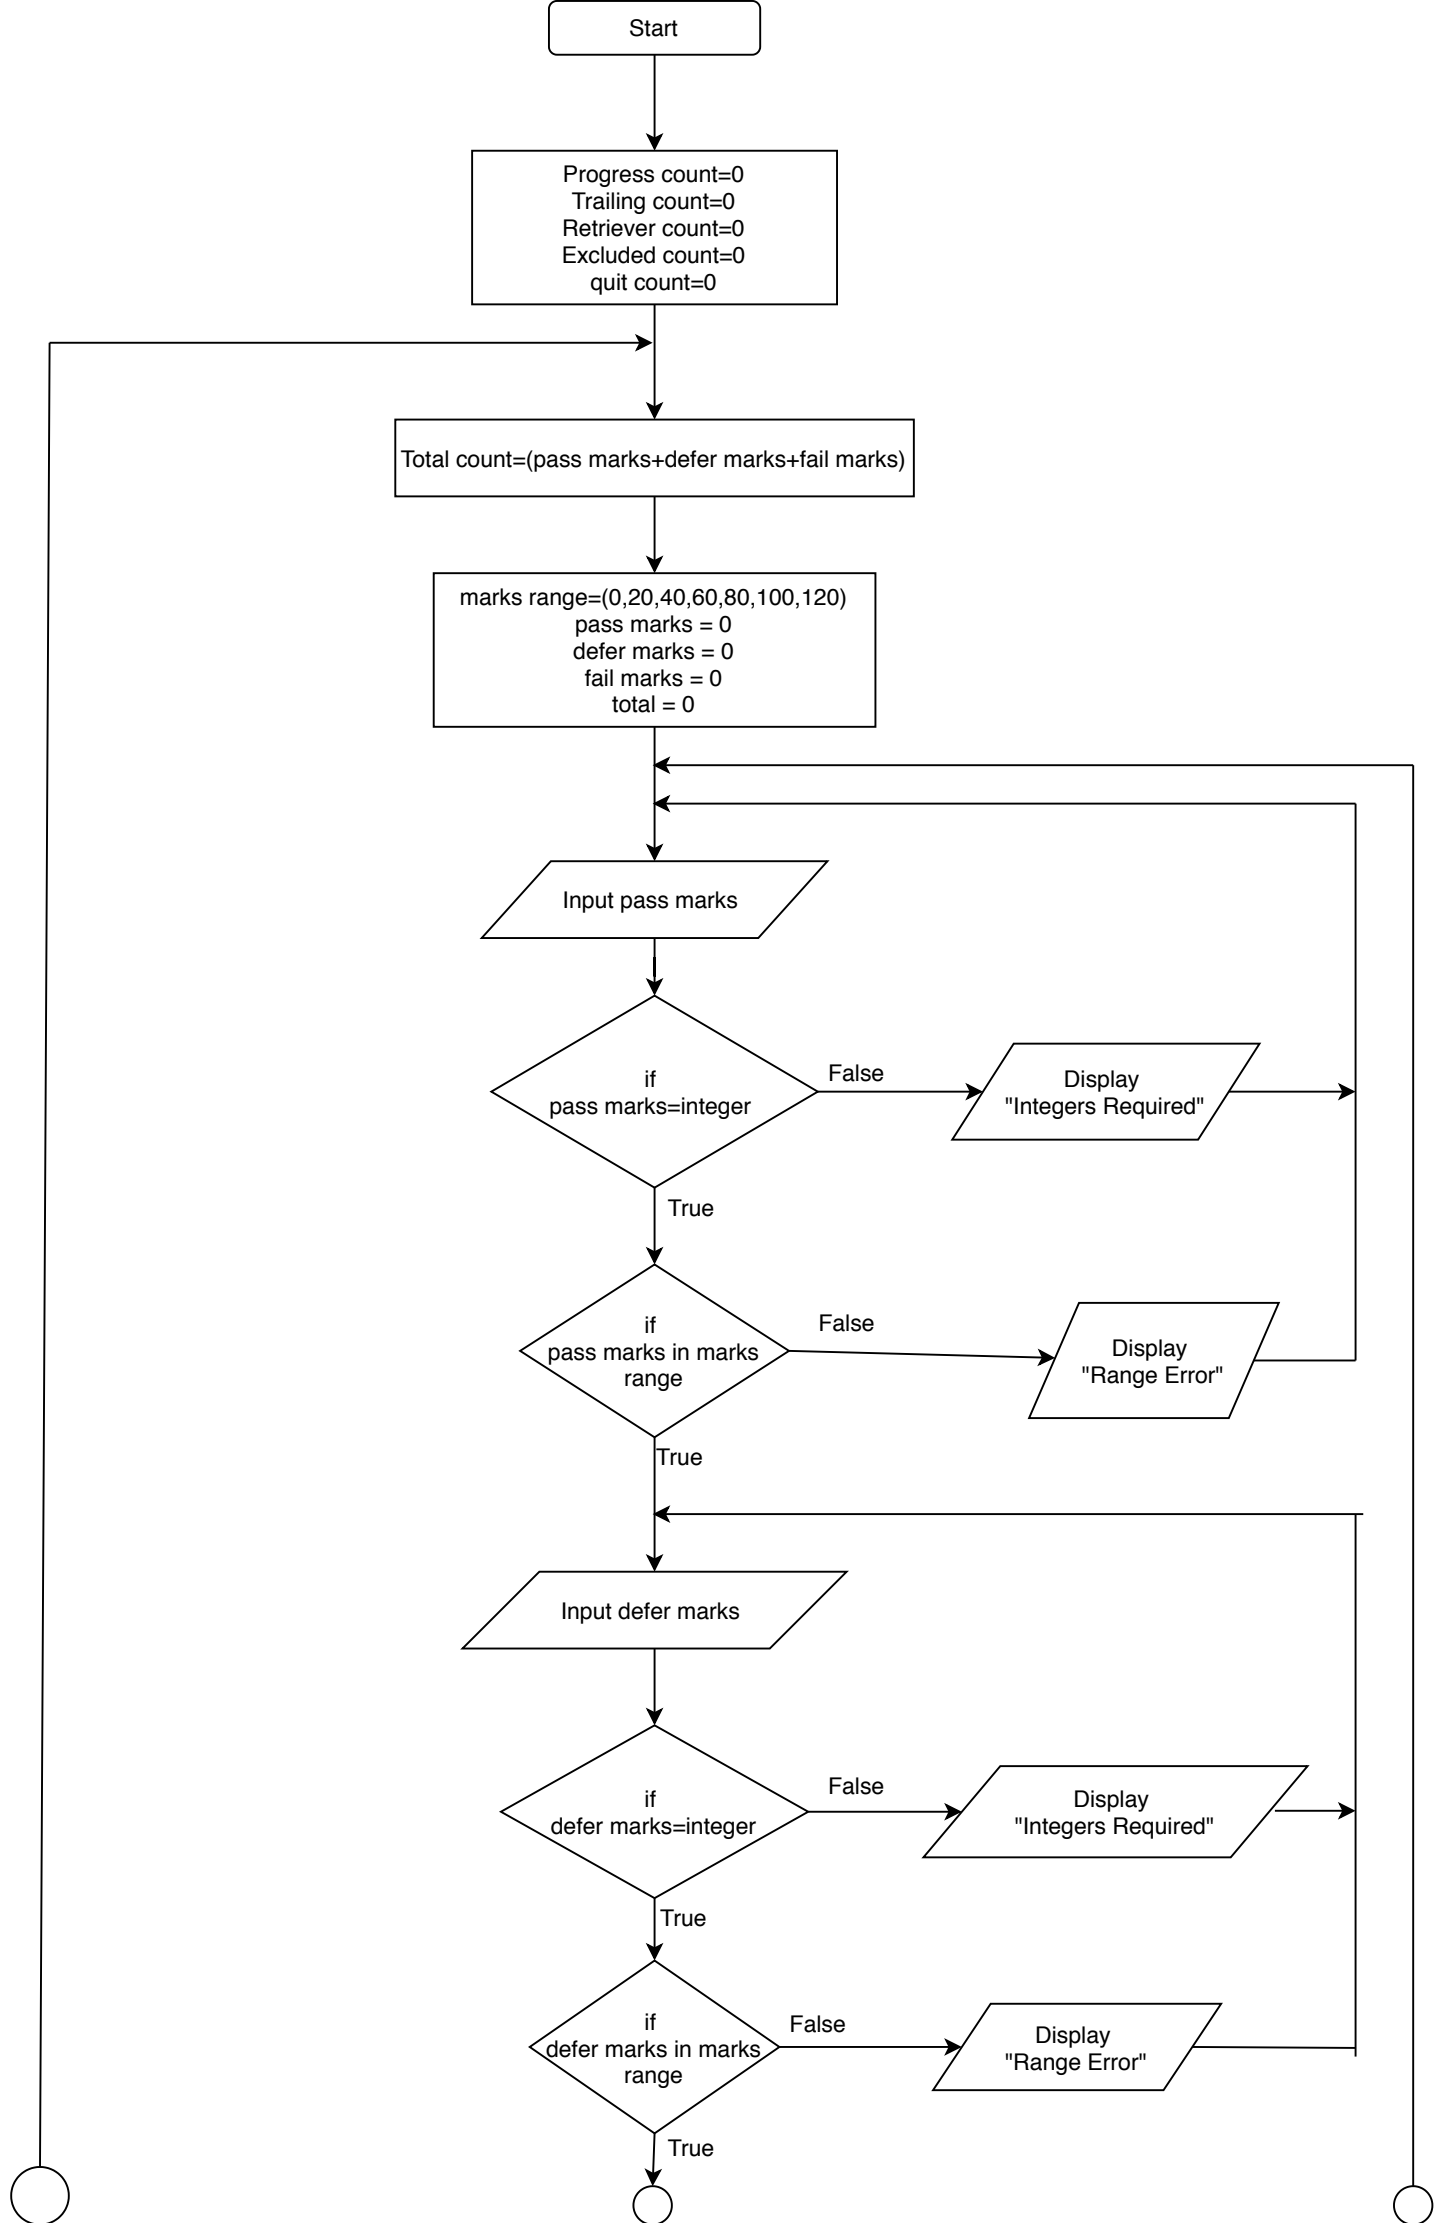 Start
Progress count=0
Trailing count=0
Retriever count=0
Excluded count=0
quit count=0
Total count=(pass marks+defer marks+fail marks)
marks range=(0,20,40,60,80,100,120)
pass marks = 0
defer marks = 0
fail marks = 0
total = 0
Input pass marks
if
pass marks=integer
False
Display
"Integers Required"
True
if
pass marks in marks
range
False
Display
"Range Error"
True
Input defer marks
if
defer marks=integer
False
Display
"Integers Required"
True
if
defer marks in marks
range
False
Display
"Range Error"
True